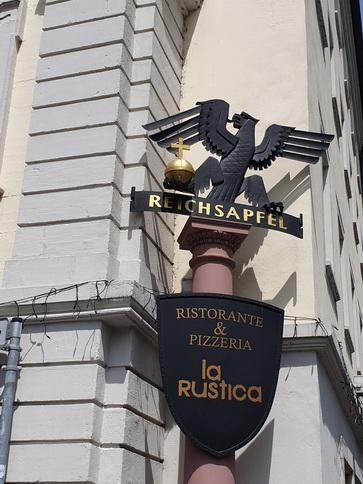 REICHSAPFEL
RISTORANTE
&
PIZZERIA
la
Rustica